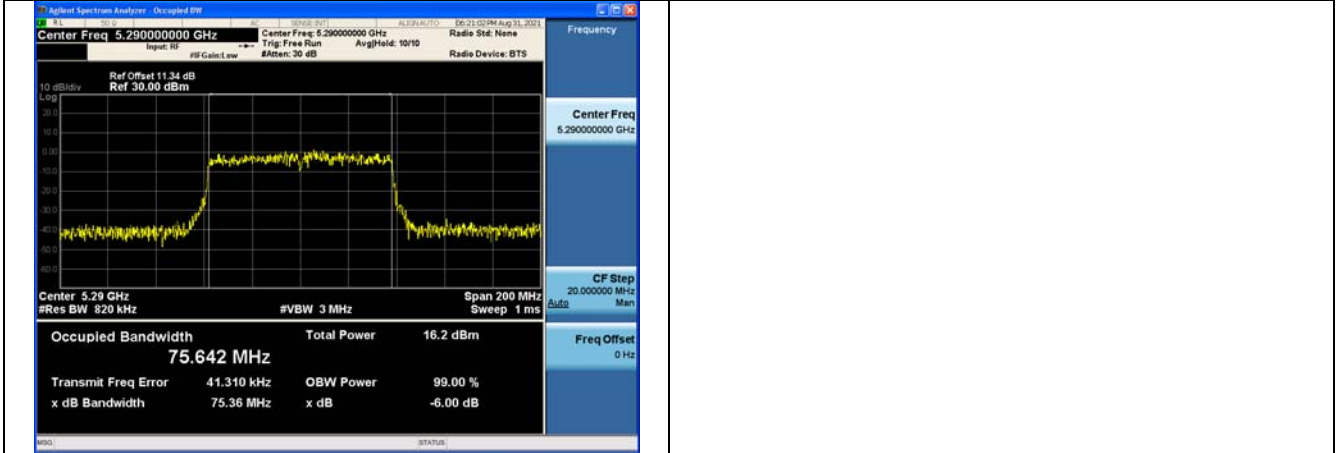 Agilent Spectrum Analyzer - Occupied BW
RL 50 Ω AC SENSE:INT ALIGNAUTO 06:21:02PM Aug 31, 2021
Center Freq 5.290000000 GHz Center Freq: 5.290000000 GHz Radio Std: None Frequency
Input: RF Trig: Free Run Avg|Hold: 10/10
#IFGain:Low #Atten: 30 dB Radio Device: BTS
Ref Offset 11.34 dB
10 dB/div Ref 30.00 dBm
Log
20.0
10.0
0.00
-10.0
-20.0
-30.0
-40.0
-50.0
-60.0
Center Freq
5.290000000 GHz
CF Step
20.000000 MHz
Auto Man
Freq Offset
0 Hz
Center 5.29 GHz Span 200 MHz
#Res BW 820 kHz #VBW 3 MHz Sweep 1 ms
Occupied Bandwidth Total Power 16.2 dBm
75.642 MHz
Transmit Freq Error 41.310 kHz OBW Power 99.00 %
x dB Bandwidth 75.36 MHz x dB -6.00 dB
MSG STATUS